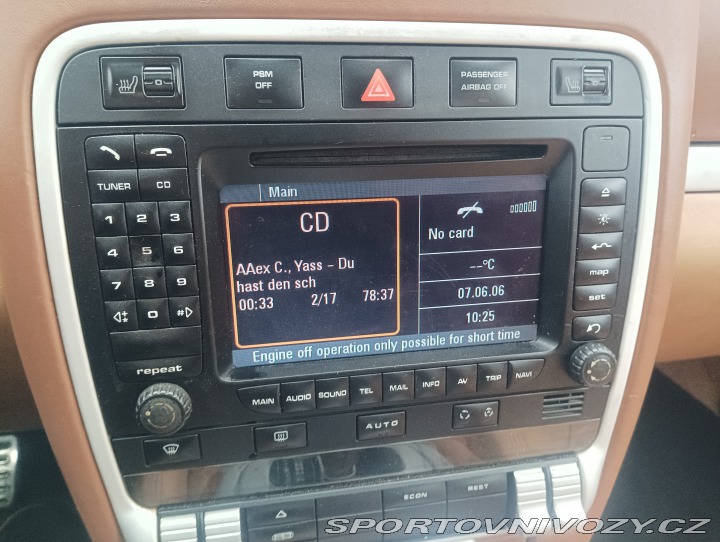 PSM
OFF
PASSENGER
AIRBAG OFF
TUNER CD
1 2 3
4 5 6
7 8 9
0 #
repeat
Main
CD
AAex C., Yass - Du
hast den sch
00:33 2/17 78:37
No card
--°C
07.06.06
10:25
Engine off operation only possible for short time
map
set
MAIN AUDIO SOUND TEL MAIL INFO AV TRIP NAVI
AUTO
ECON REST
SPORTOVNIVOZY.CZ